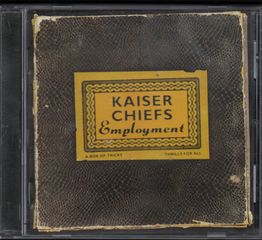 KAISER
CHIEFS
Employment
A BOX OF TRICKS THRILLS FOR ALL